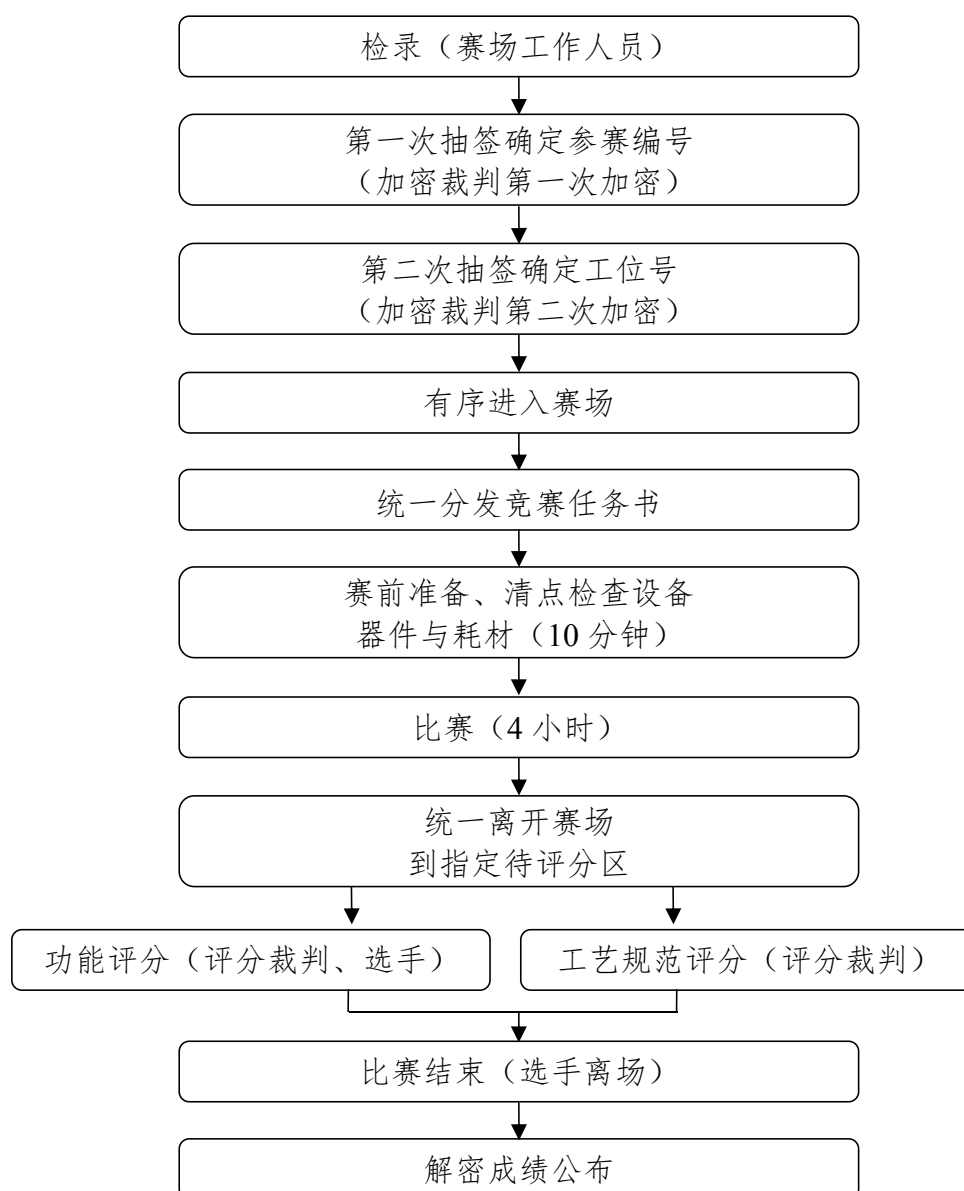 检录（赛场工作人员）
第一次抽签确定参赛编号
（加密裁判第一次加密）
第二次抽签确定工位号
（加密裁判第二次加密）
有序进入赛场
统一分发竞赛任务书
赛前准备、清点检查设备
器件与耗材（10 分钟）
比赛（4 小时）
统一离开赛场
到指定待评分区
功能评分（评分裁判、选手）
工艺规范评分（评分裁判）
比赛结束（选手离场）
解密成绩公布